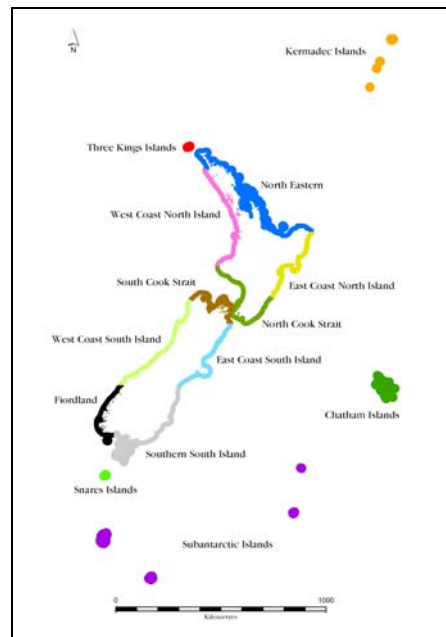 N
Kermadec Islands
Three Kings Islands
North Eastern
West Coast North Island
South Cook Strait
East Coast North Island
North Cook Strait
West Coast South Island
East Coast South Island
Fiordland
Chatham Islands
Southern South Island
Snares Islands
Subantarctic Islands
0 1000
Kilometres